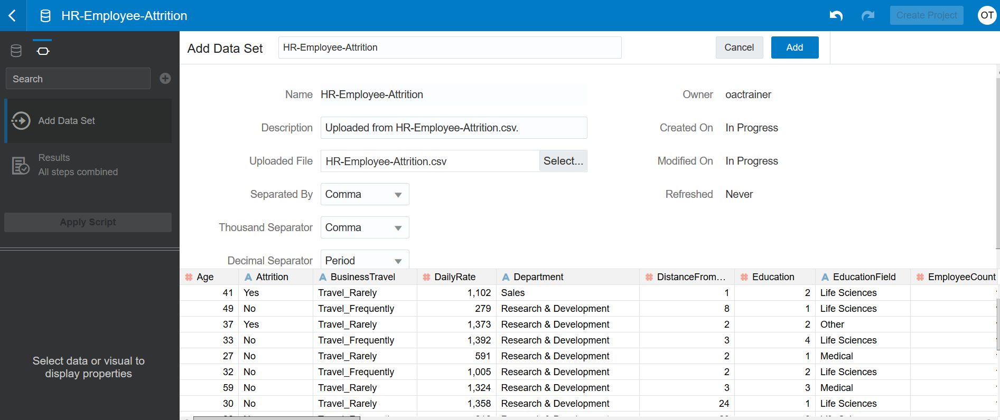 HR-Employee-Attrition
Create Project
OT
Search
Add Data Set
Results
All steps combined
Apply Script
Select data or visual to
display properties
Add Data Set HR-Employee-Attrition Cancel Add
Name HR-Employee-Attrition Owner oactrainer
Description Uploaded from HR-Employee-Attrition.csv. Created On In Progress
Uploaded File HR-Employee-Attrition.csv Select... Modified On In Progress
Separated By Comma Refreshed Never
Thousand Separator Comma
Decimal Separator Period
# Age A Attrition A BusinessTravel # DailyRate A Department # DistanceFrom... # Education A EducationField # EmployeeCount
41 Yes Travel_Rarely 1,102 Sales 1 2 Life Sciences
49 No Travel_Frequently 279 Research & Development 8 1 Life Sciences
37 Yes Travel_Rarely 1,373 Research & Development 2 2 Other
33 No Travel_Frequently 1,392 Research & Development 3 4 Life Sciences
27 No Travel_Rarely 591 Research & Development 2 1 Medical
32 No Travel_Frequently 1,005 Research & Development 2 2 Life Sciences
59 No Travel_Rarely 1,324 Research & Development 3 3 Medical
30 No Travel_Rarely 1,358 Research & Development 24 1 Life Sciences